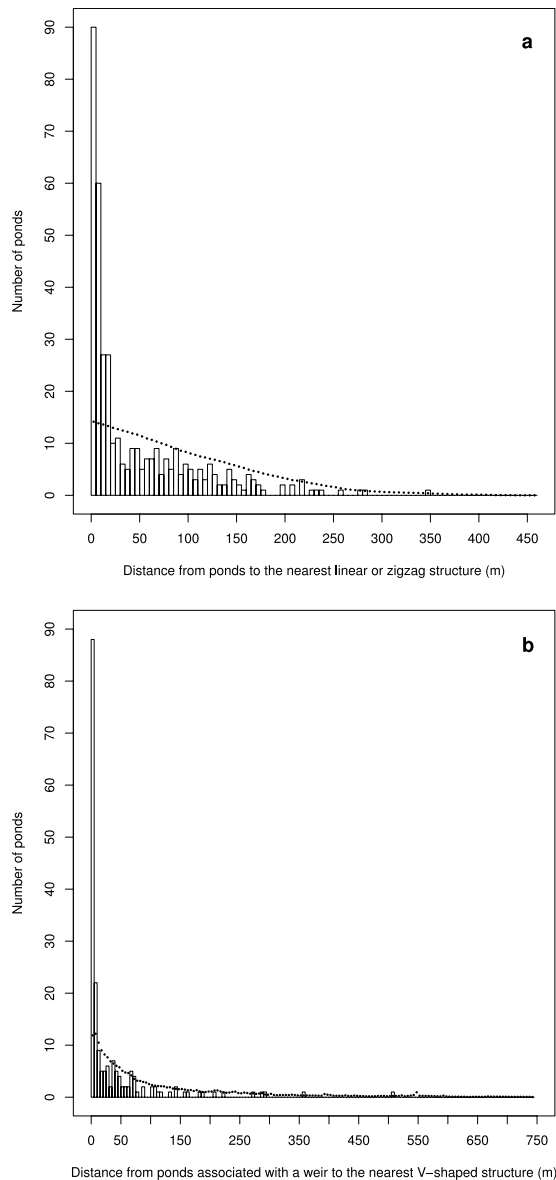 a
90
80
70
60
50
40
30
20
10
0
Number of ponds
0 50 100 150 200 250 300 350 400 450
Distance from ponds to the nearest linear or zigzag structure (m)
b
90
80
70
60
50
40
30
20
10
0
Number of ponds
0 50 150 250 350 450 550 650 750
Distance from ponds associated with a weir to the nearest V−shaped structure (m)